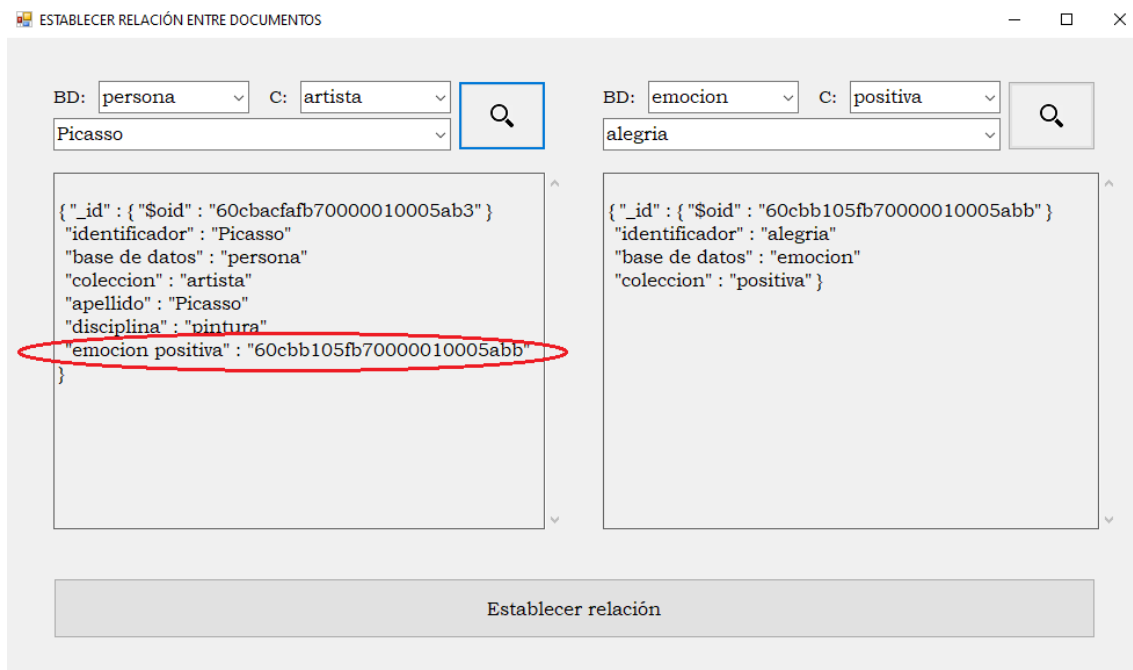 ESTABLECER RELACIÓN ENTRE DOCUMENTOS
BD: persona C: artista
Picasso
{ "_id" : { "$oid" : "60cbacfafb70000010005ab3" }
"identificador" : "Picasso"
"base de datos" : "persona"
"coleccion" : "artista"
"apellido" : "Picasso"
"disciplina" : "pintura"
"emocion positiva" : "60cbb105fb70000010005abb"
}
BD: emocion C: positiva
alegria
{ "_id" : { "$oid" : "60cbb105fb70000010005abb" }
"identificador" : "alegria"
"base de datos" : "emocion"
"coleccion" : "positiva" }
Establecer relación